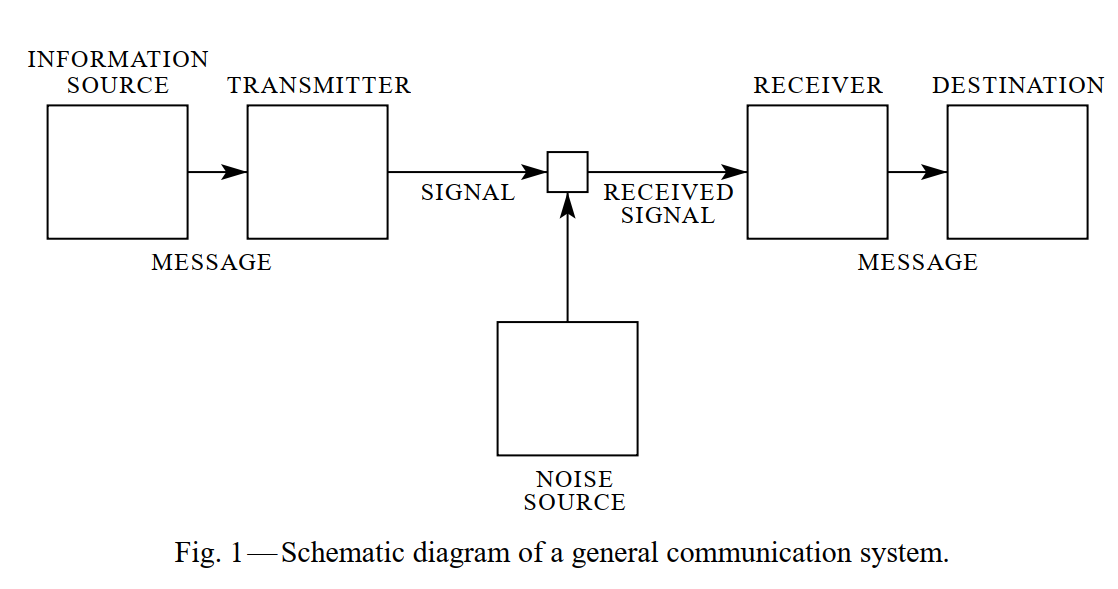 INFORMATION
SOURCE
TRANSMITTER
RECEIVER
DESTINATION
SIGNAL
RECEIVED
SIGNAL
MESSAGE
MESSAGE
NOISE
SOURCE
Fig. 1—Schematic diagram of a general communication system.